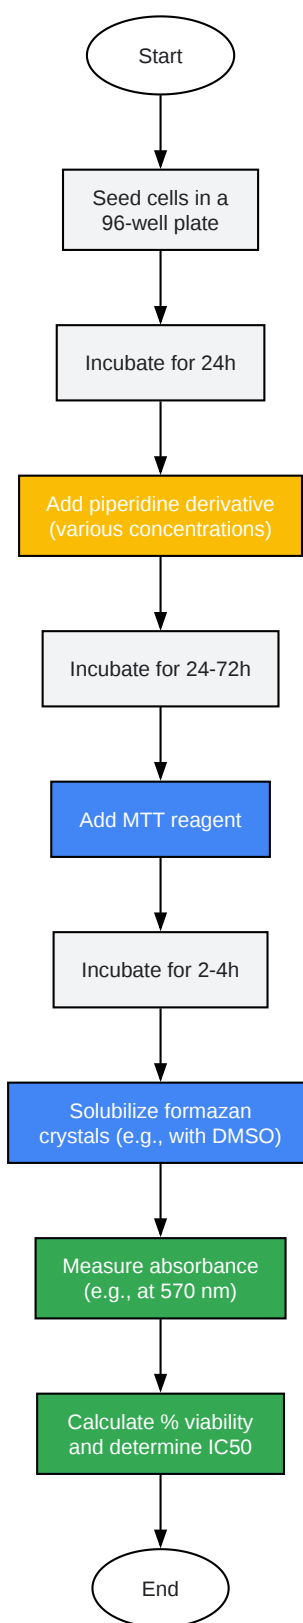 Start
Seed cells in a
96-well plate
Incubate for 24h
Add piperidine derivative
(various concentrations)
Incubate for 24-72h
Add MTT reagent
Incubate for 2-4h
Solubilize formazan
crystals (e.g., with DMSO)
Measure absorbance
(e.g., at 570 nm)
Calculate % viability
and determine IC50
End